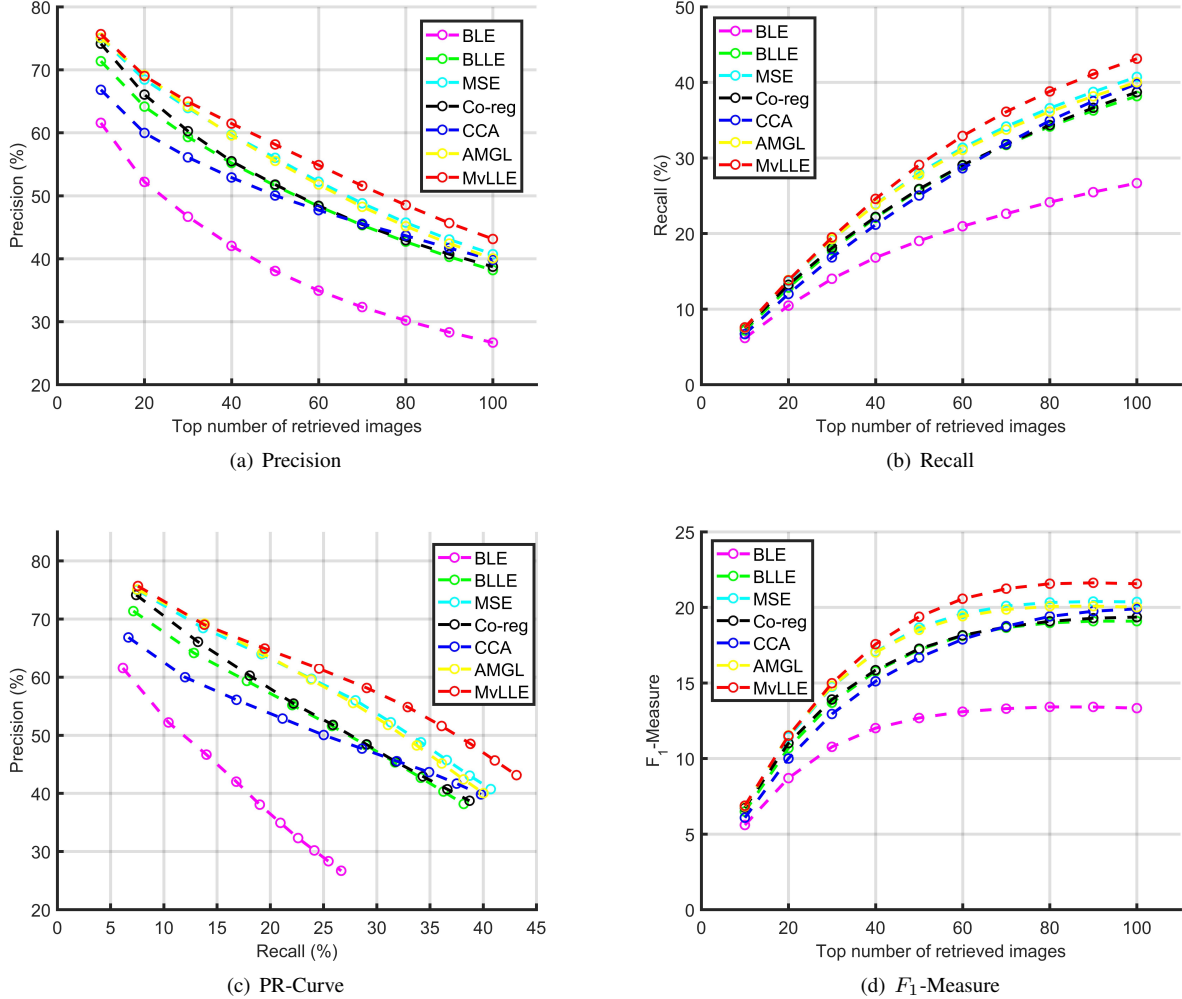 80
70
60
50
40
30
20
Precision (%)
0 20 40 60 80 100
Top number of retrieved images
BLE
BLLE
MSE
Co-reg
CCA
AMGL
MvLLE
(a) Precision
50
40
30
20
10
0
Recall (%)
0 20 40 60 80 100
Top number of retrieved images
BLE
BLLE
MSE
Co-reg
CCA
AMGL
MvLLE
(b) Recall
80
70
60
50
40
30
20
Precision (%)
0 5 10 15 20 25 30 35 40 45
Recall (%)
BLE
BLLE
MSE
Co-reg
CCA
AMGL
MvLLE
(c) PR-Curve
25
20
15
10
5
0
F₁-Measure
0 20 40 60 80 100
Top number of retrieved images
BLE
BLLE
MSE
Co-reg
CCA
AMGL
MvLLE
(d) F₁-Measure